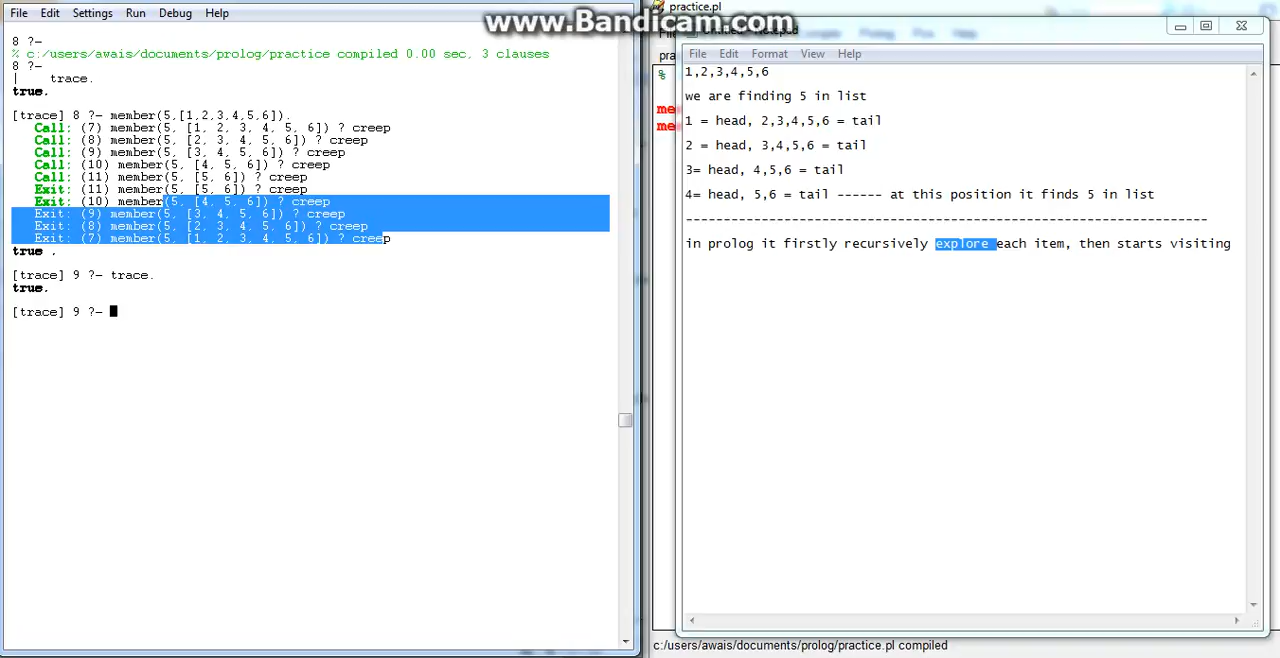 www.Bandicam.com
File Edit Settings Run Debug Help
8 ?-
% c:/users/awais/documents/prolog/practice compiled 0.00 sec, 3 clauses
8 ?-
| trace.
true.
[trace] 8 ?- member(5,[1,2,3,4,5,6]).
Call: (7) member(5, [1, 2, 3, 4, 5, 6]) ? creep
Call: (8) member(5, [2, 3, 4, 5, 6]) ? creep
Call: (9) member(5, [3, 4, 5, 6]) ? creep
Call: (10) member(5, [4, 5, 6]) ? creep
Call: (11) member(5, [5, 6]) ? creep
Exit: (11) member(5, [5, 6]) ? creep
Exit: (10) member(5, [4, 5, 6]) ? creep
Exit: (9) member(5, [3, 4, 5, 6]) ? creep
Exit: (8) member(5, [2, 3, 4, 5, 6]) ? creep
Exit: (7) member(5, [1, 2, 3, 4, 5, 6]) ? creep
true .
[trace] 9 ?- trace.
true.
[trace] 9 ?-
practice.pl
File Edit Format View Help
1,2,3,4,5,6
we are finding 5 in list
1 = head, 2,3,4,5,6 = tail
2 = head, 3,4,5,6 = tail
3= head, 4,5,6 = tail
4= head, 5,6 = tail ------ at this position it finds 5 in list
----------------------------------------------------------------------
in prolog it firstly recursively explore each item, then starts visiting
%
c:/users/awais/documents/prolog/practice.pl compiled